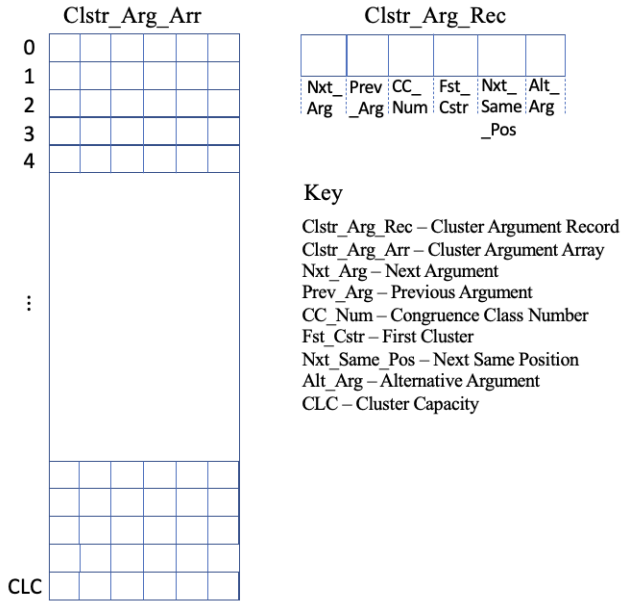 Clstr_Arg_Arr
0
1
2
3
4
⋮
CLC
Clstr_Arg_Rec
Nxt_ Prev CC_ Fst_ Nxt_ Alt_
Arg _Arg Num Cstr Same Arg
_Pos
Key
Clstr_Arg_Rec – Cluster Argument Record
Clstr_Arg_Arr – Cluster Argument Array
Nxt_Arg – Next Argument
Prev_Arg – Previous Argument
CC_Num – Congruence Class Number
Fst_Cstr – First Cluster
Nxt_Same_Pos – Next Same Position
Alt_Arg – Alternative Argument
CLC – Cluster Capacity